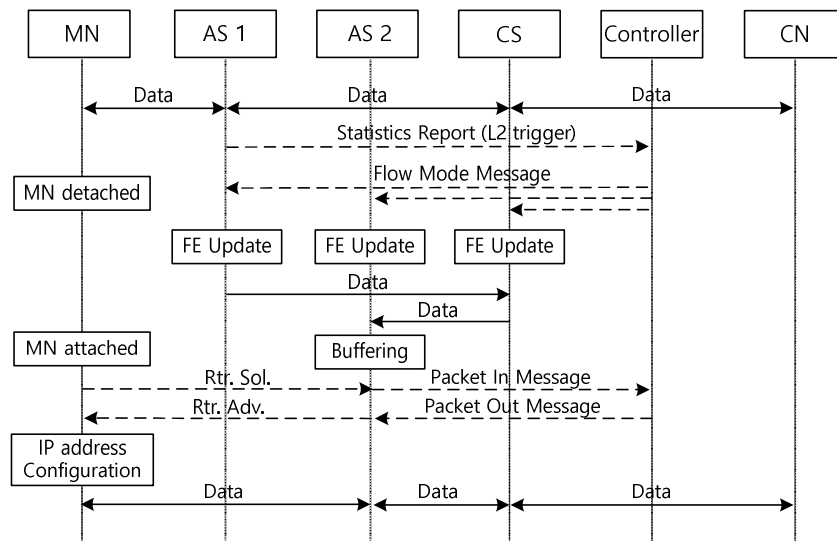 MN
AS 1
AS 2
CS
Controller
CN
Data
Data
Data
Statistics Report (L2 trigger)
Flow Mode Message
MN detached
FE Update
FE Update
FE Update
Data
Data
MN attached
Buffering
Rtr. Sol.
Packet In Message
Rtr. Adv.
Packet Out Message
IP address
Configuration
Data
Data
Data